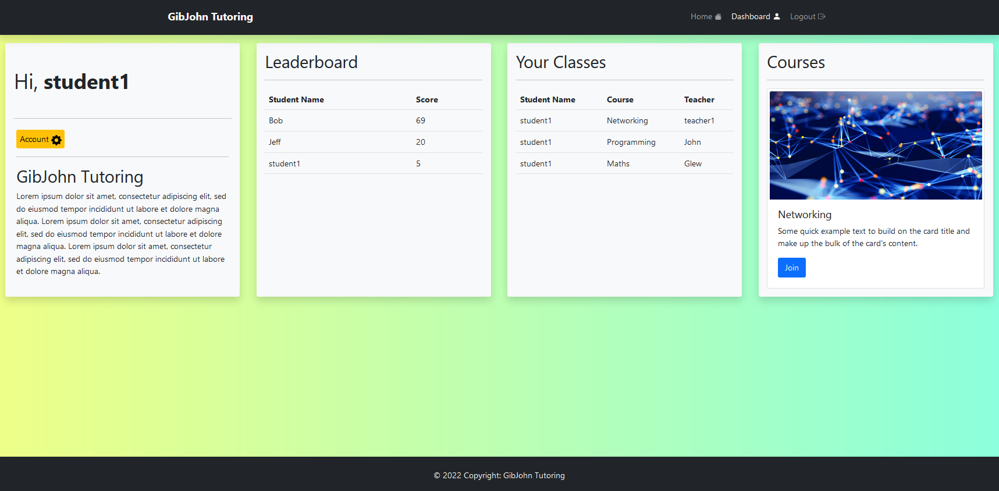 GibJohn Tutoring
Home
Dashboard
Logout
Hi, student1
Account
GibJohn Tutoring
Lorem ipsum dolor sit amet, consectetur adipiscing elit, sed
do eiusmod tempor incididunt ut labore et dolore magna
aliqua. Lorem ipsum dolor sit amet, consectetur adipiscing
elit, sed do eiusmod tempor incididunt ut labore et dolore
magna aliqua. Lorem ipsum dolor sit amet, consectetur
adipiscing elit, sed do eiusmod tempor incididunt ut labore
et dolore magna aliqua.
Leaderboard
Student Name Score
Bob 69
Jeff 20
student1 5
Your Classes
Student Name Course Teacher
student1 Networking teacher1
student1 Programming John
student1 Maths Glew
Courses
Networking
Some quick example text to build on the card title and
make up the bulk of the card's content.
Join
© 2022 Copyright: GibJohn Tutoring